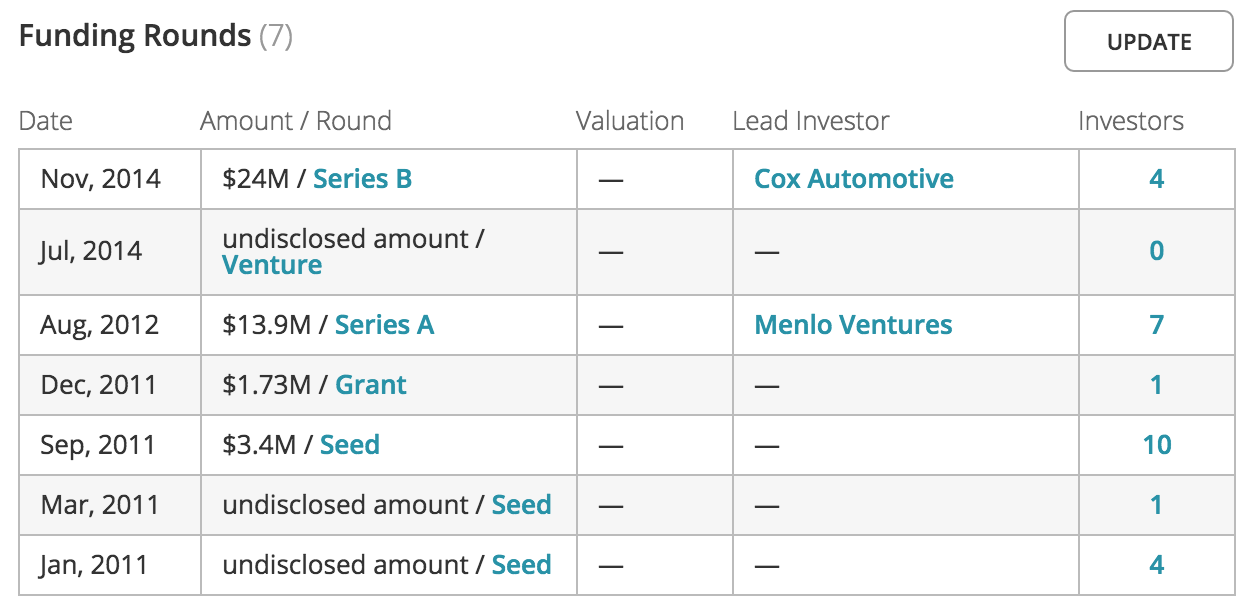 Funding Rounds (7)
UPDATE
Date Amount / Round Valuation Lead Investor Investors
Nov, 2014 $24M / Series B — Cox Automotive 4
Jul, 2014 undisclosed amount / Venture — — 0
Aug, 2012 $13.9M / Series A — Menlo Ventures 7
Dec, 2011 $1.73M / Grant — — 1
Sep, 2011 $3.4M / Seed — — 10
Mar, 2011 undisclosed amount / Seed — — 1
Jan, 2011 undisclosed amount / Seed — — 4